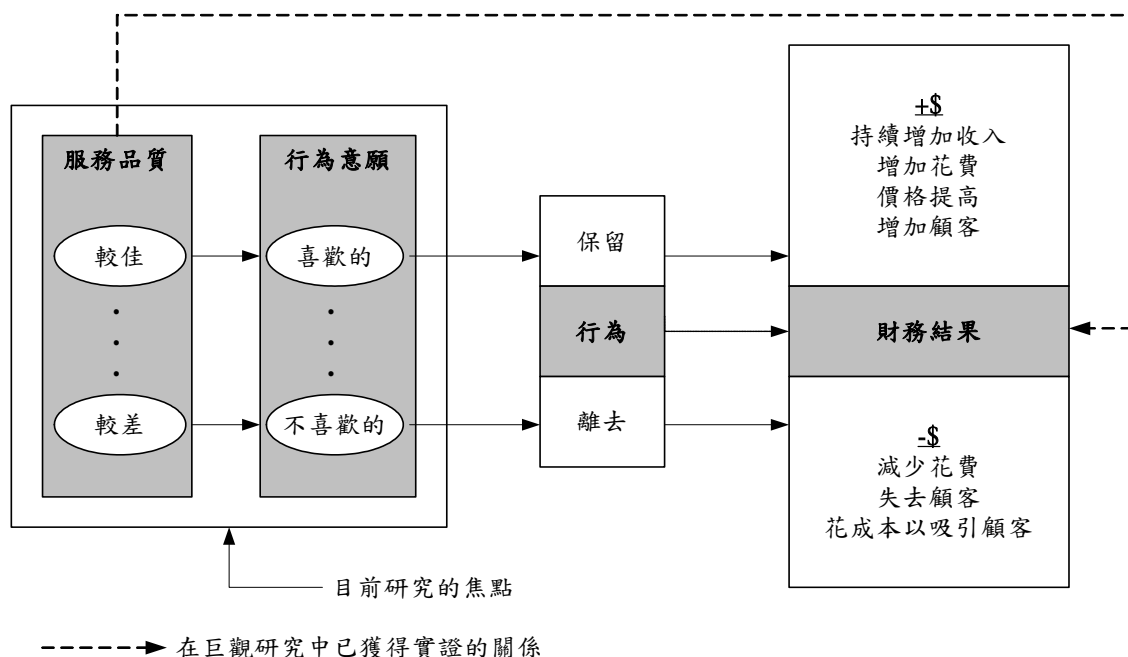 服務品質
行為意願
較佳
喜歡的
較差
不喜歡的
保留
行為
離去
+$
持續增加收入
增加花費
價格提高
增加顧客
財務結果
-$
減少花費
失去顧客
花成本以吸引顧客
目前研究的焦點
在巨觀研究中已獲得實證的關係